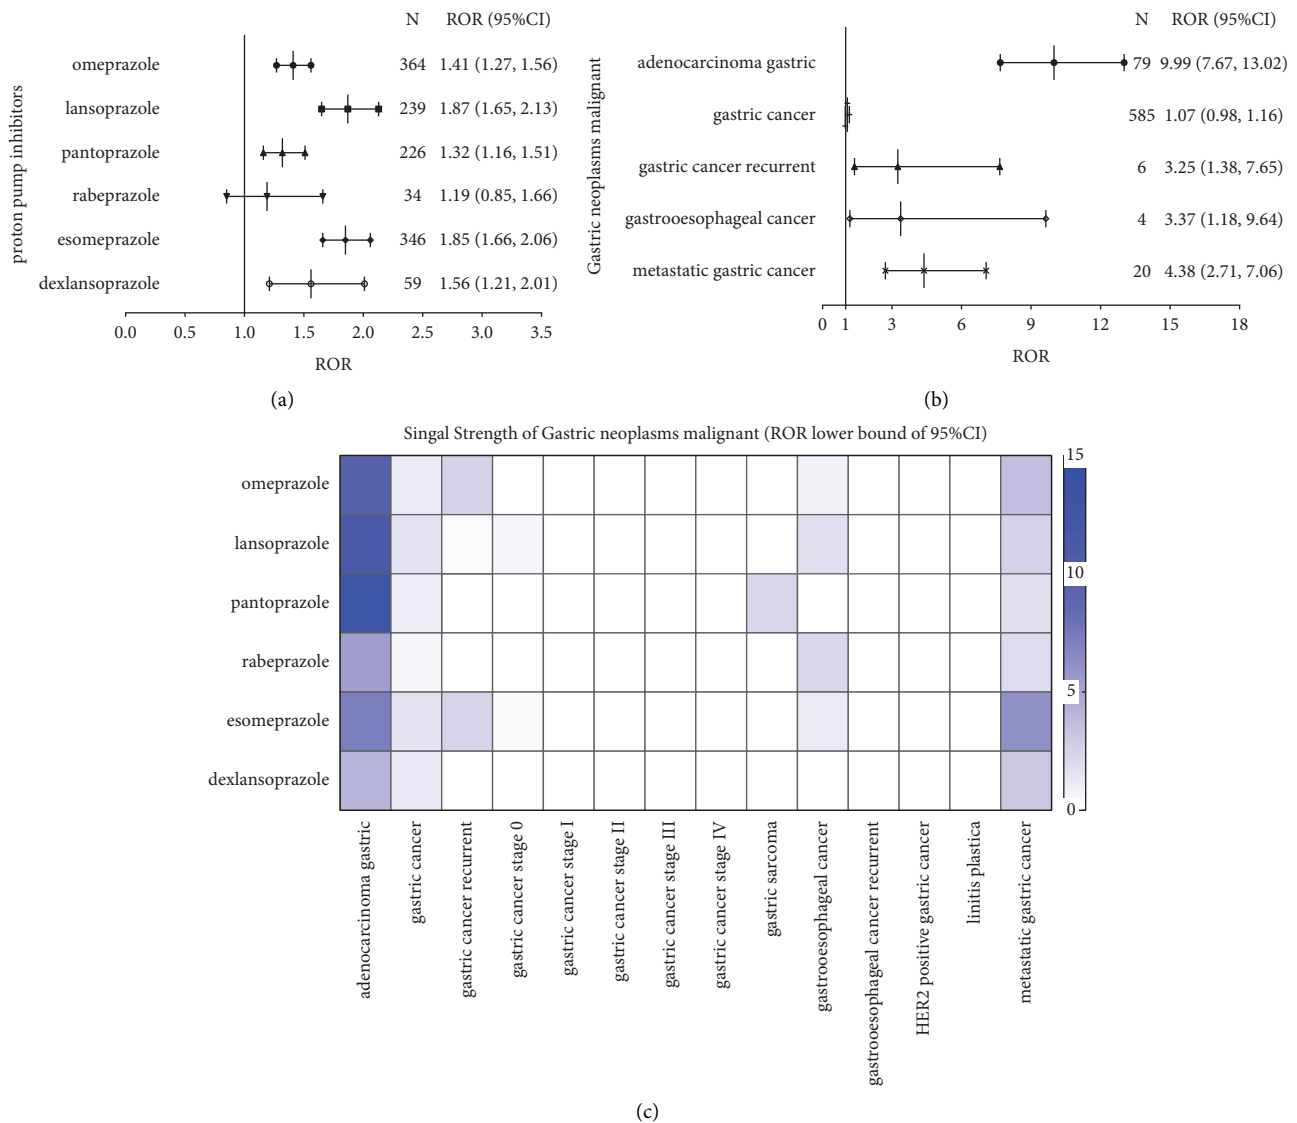 N ROR (95%CI)
omeprazole 364 1.41 (1.27, 1.56)
lansoprazole 239 1.87 (1.65, 2.13)
pantoprazole 226 1.32 (1.16, 1.51)
rabeprazole 34 1.19 (0.85, 1.66)
esomeprazole 346 1.85 (1.66, 2.06)
dexlansoprazole 59 1.56 (1.21, 2.01)
proton pump inhibitors
0.0 0.5 1.0 1.5 2.0 2.5 3.0 3.5
ROR
(a)
N ROR (95%CI)
adenocarcinoma gastric 79 9.99 (7.67, 13.02)
gastric cancer 585 1.07 (0.98, 1.16)
gastric cancer recurrent 6 3.25 (1.38, 7.65)
gastrooesophageal cancer 4 3.37 (1.18, 9.64)
metastatic gastric cancer 20 4.38 (2.71, 7.06)
Gastric neoplasms malignant
0 1 3 6 9 12 15 18
ROR
(b)
Singal Strength of Gastric neoplasms malignant (ROR lower bound of 95%CI)
omeprazole
lansoprazole
pantoprazole
rabeprazole
esomeprazole
dexlansoprazole
15
10
5
0
adenocarcinoma gastric
gastric cancer
gastric cancer recurrent
gastric cancer stage 0
gastric cancer stage I
gastric cancer stage II
gastric cancer stage III
gastric cancer stage IV
gastric sarcoma
gastrooesophageal cancer
gastrooesophageal cancer recurrent
HER2 positive gastric cancer
linitis plastica
metastatic gastric cancer
(c)